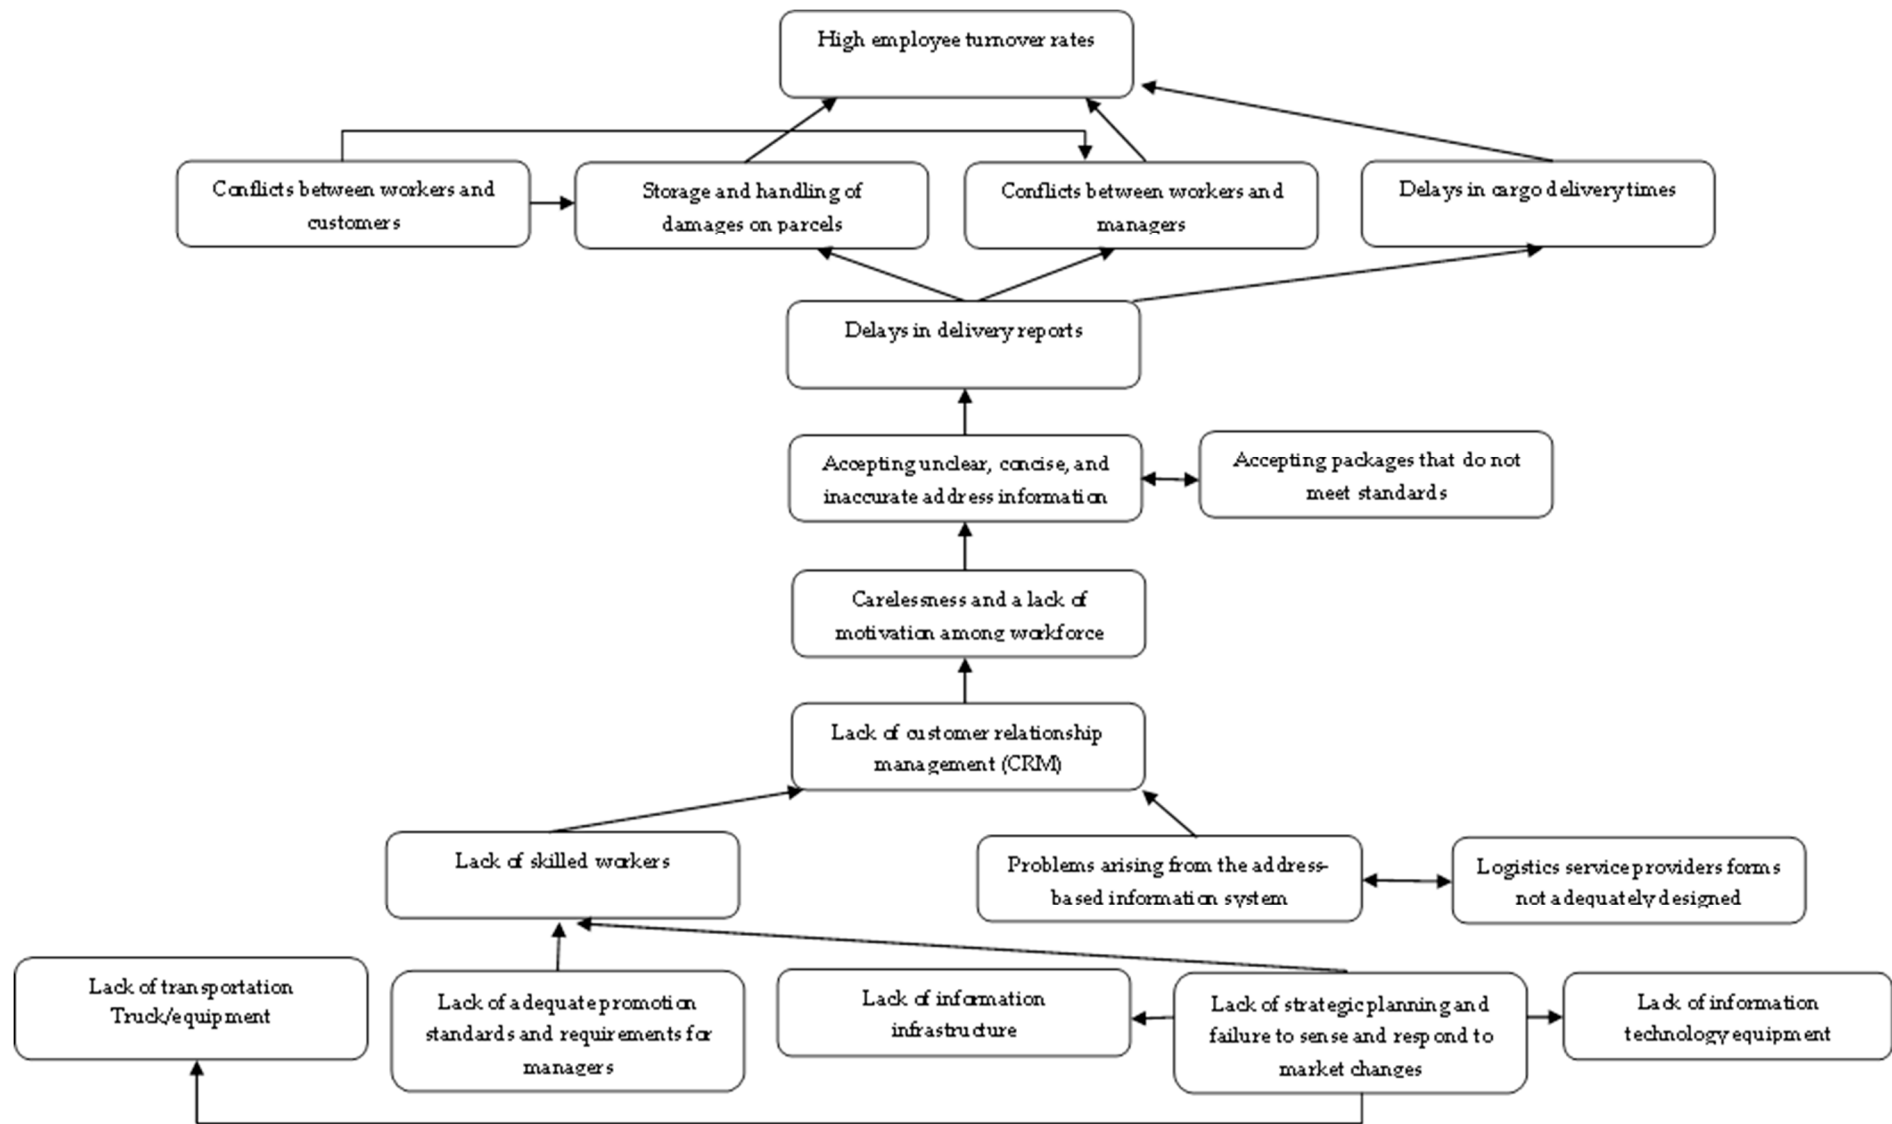 High employee turnover rates
Conflicts between workers and
customers
Storage and handling of
damages on parcels
Conflicts between workers and
managers
Delays in cargo delivery times
Delays in delivery reports
Accepting unclear, concise, and
inaccurate address information
Accepting packages that do not
meet standards
Carelessness and a lack of
motivation among workforce
Lack of customer relationship
management (CRM)
Lack of skilled workers
Problems arising from the address-
based information system
Logistics service providers forms
not adequately designed
Lack of transportation
Truck/equipment
Lack of adequate promotion
standards and requirements for
managers
Lack of information
infrastructure
Lack of strategic planning and
failure to sense and respond to
market changes
Lack of information
technology equipment